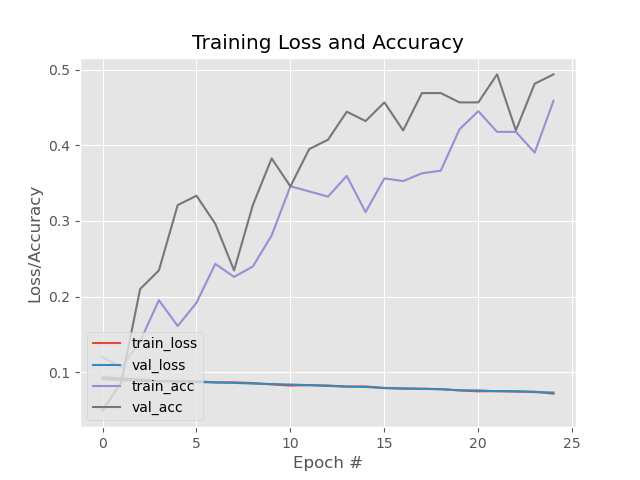 Training Loss and Accuracy
Loss/Accuracy
0.5
0.4
0.3
0.2
0.1
train_loss
val_loss
train_acc
val_acc
0 5 10 15 20 25
Epoch #